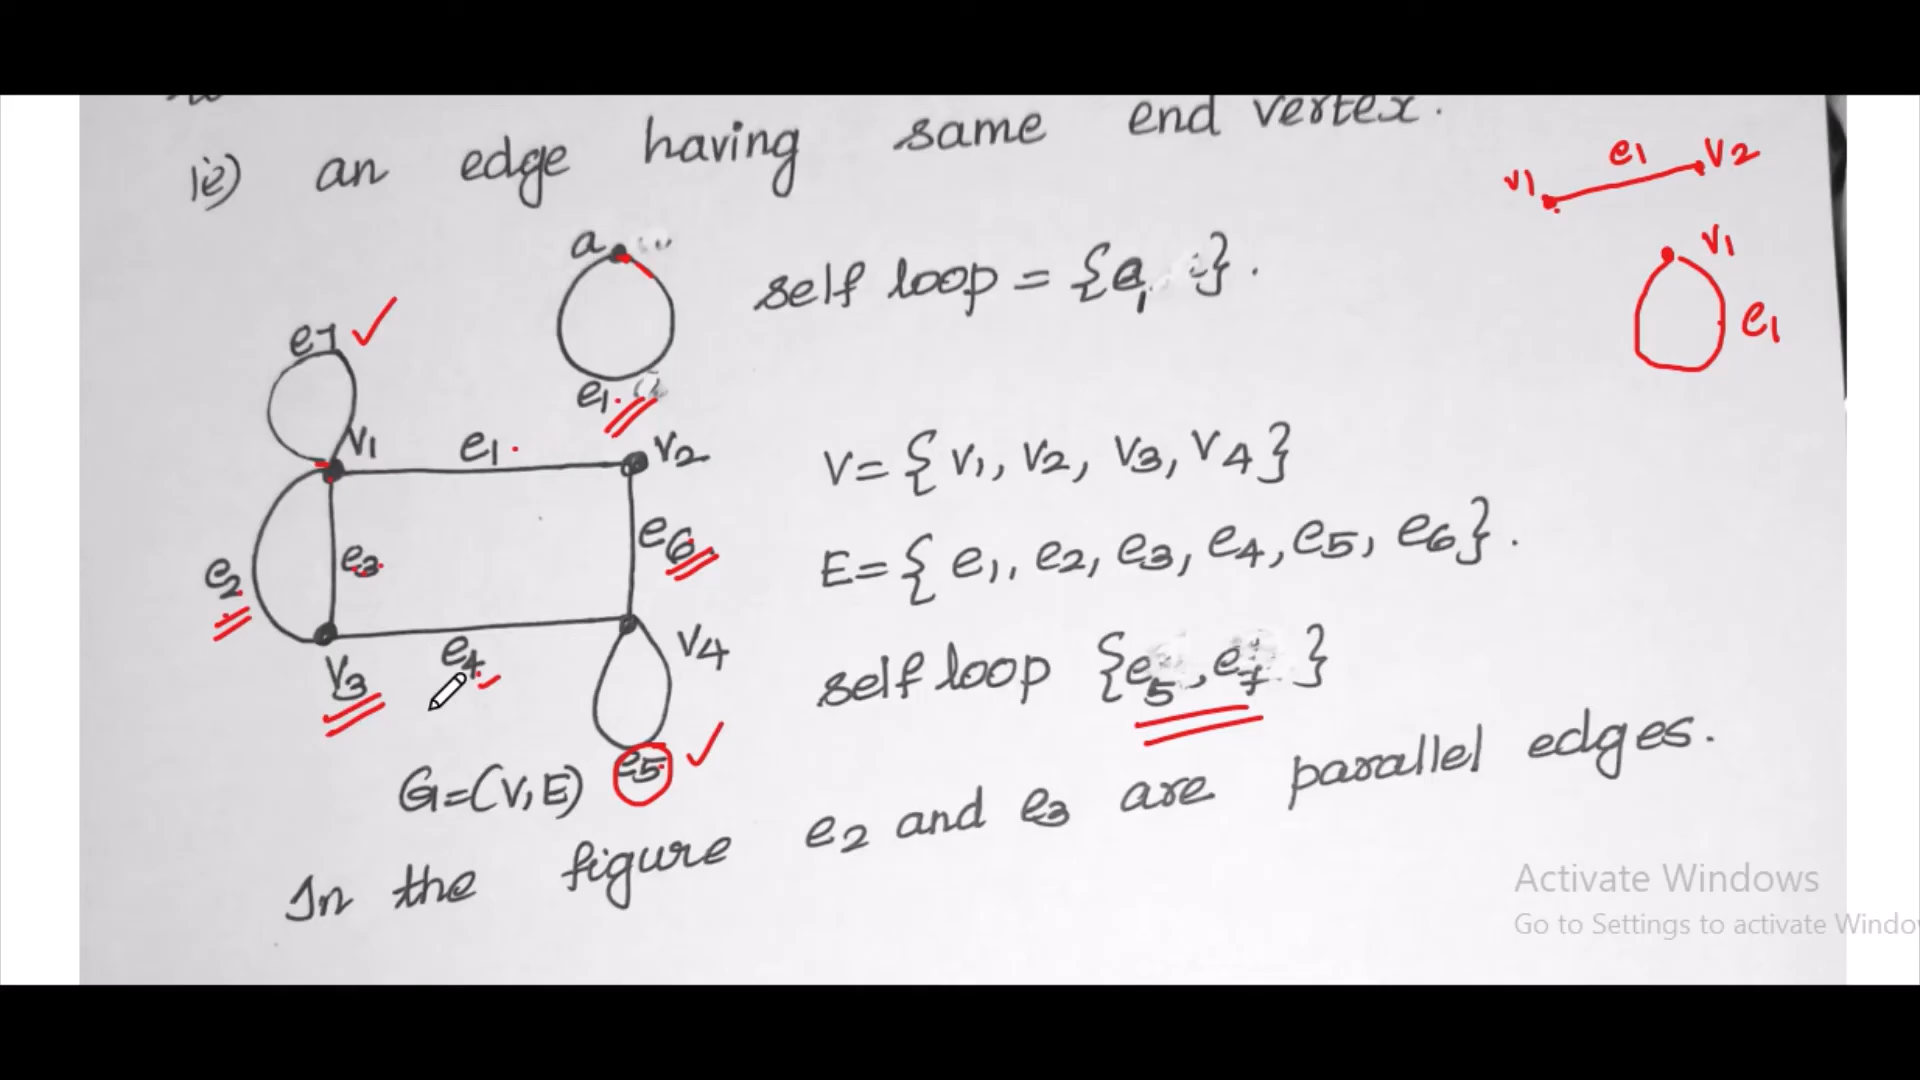 ie) an edge having same end vertex.
v1 e1 v2
a
self loop = {e1 }.
v1
e1
e7
e1
v1 e1 v2
V = {v1, v2, v3, v4}
e6
e3
e2
E = {e1, e2, e3, e4, e5, e6}.
v3 e4 v4
self loop {e5, e7 }
G=(V,E) e5
In the figure e2 and e3 are parallel edges.
Activate Windows
Go to Settings to activate Windo